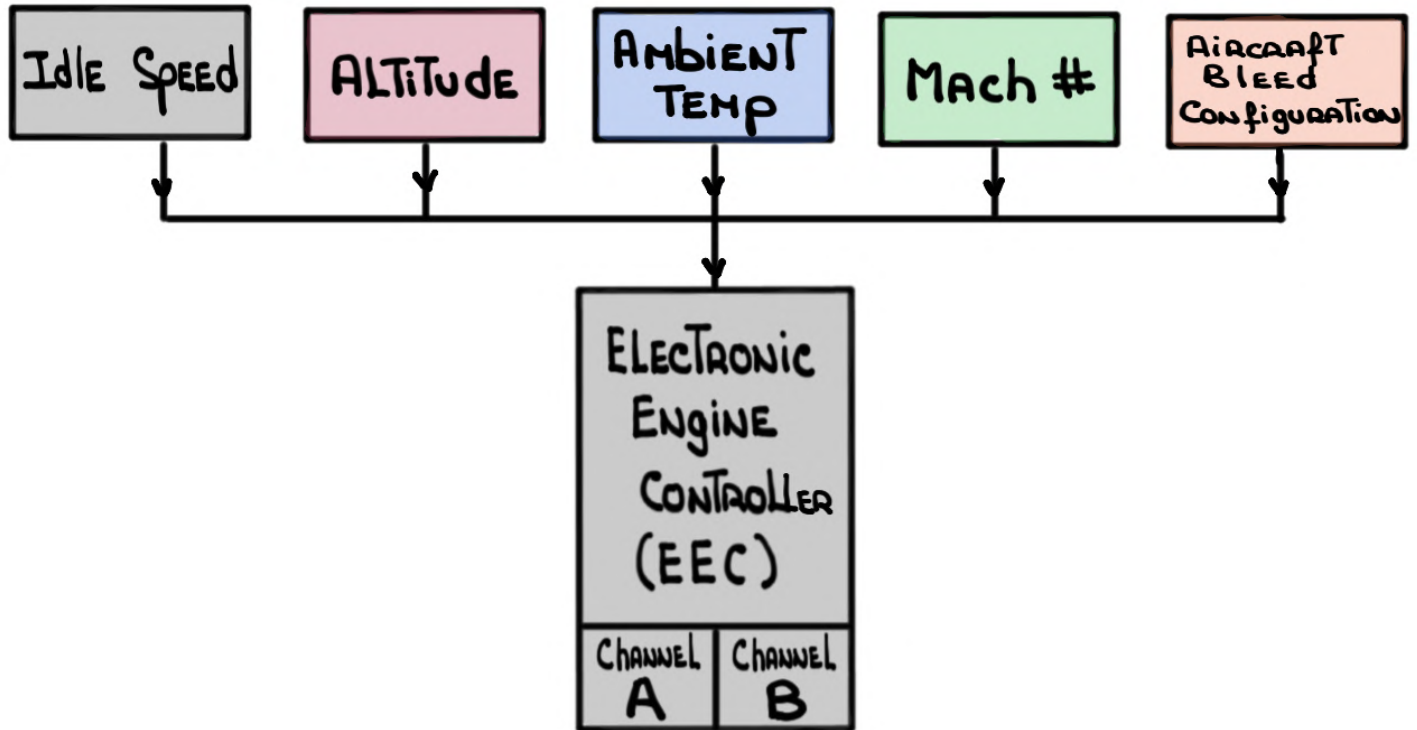 Idle Speed
Altitude
Ambient
Temp
Mach #
Aircraft
Bleed
Configuration
Electronic
Engine
Controller
(EEC)
Channel
A
Channel
B